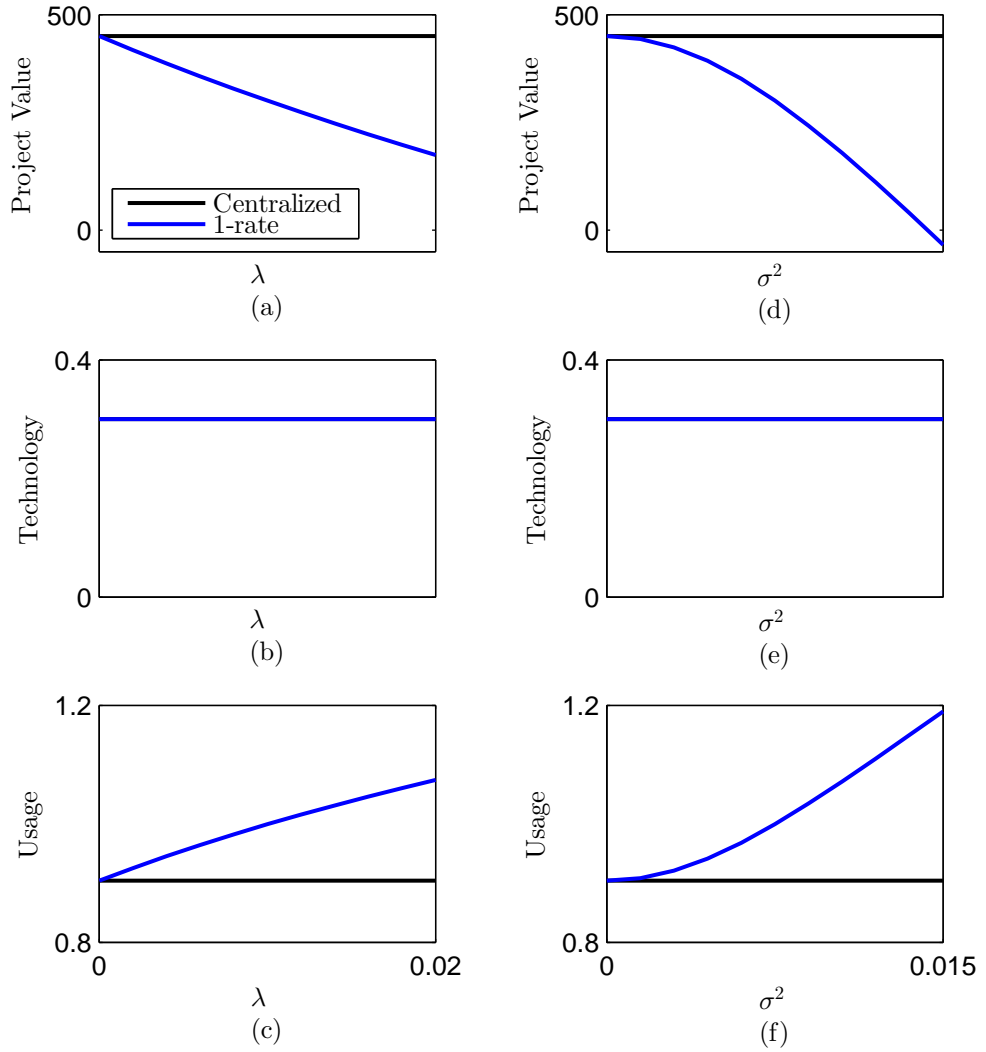 500
Project Value
0
Centralized
1-rate
λ
(a)
500
Project Value
0
σ²
(d)
0.4
Technology
0
λ
(b)
0.4
Technology
0
σ²
(e)
1.2
Usage
0.8
0
0.02
λ
(c)
1.2
Usage
0.8
0
0.015
σ²
(f)